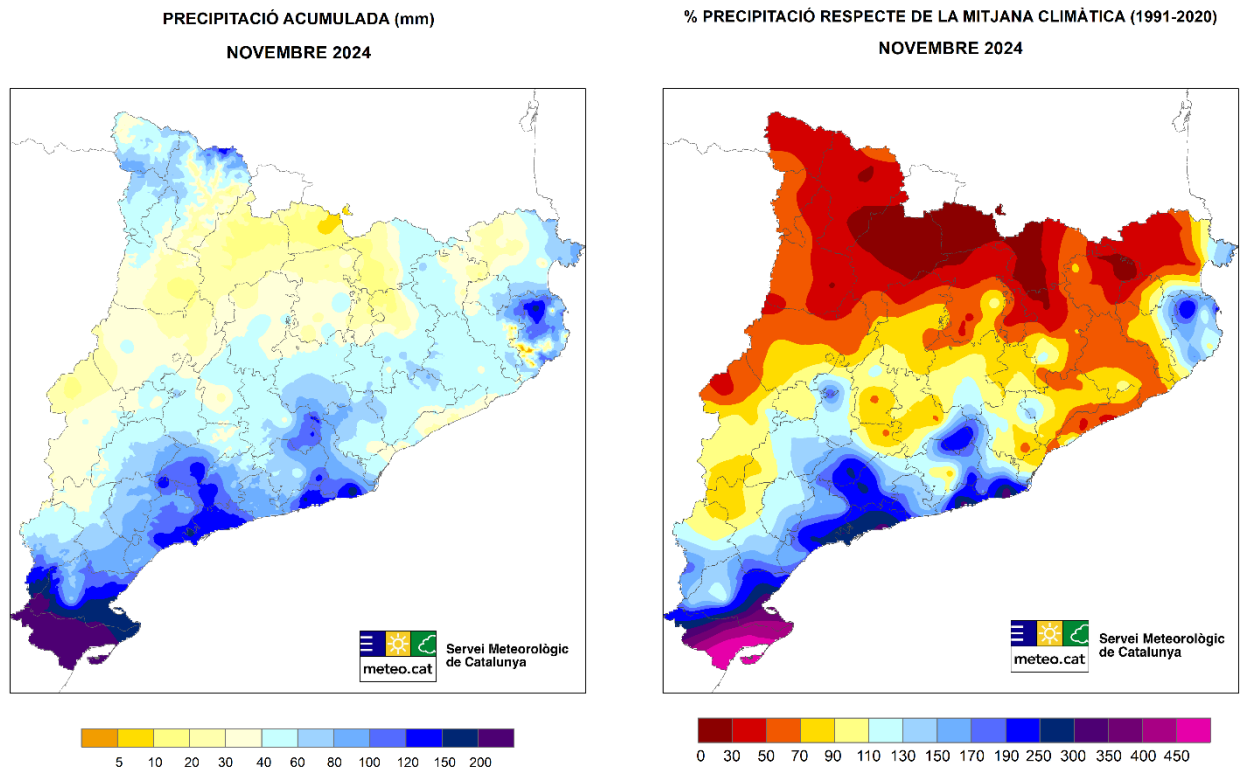 PRECIPITACIÓ ACUMULADA (mm)
NOVEMBRE 2024
meteo.cat
Servei Meteorològic
de Catalunya
5 10 20 30 40 60 80 100 120 150 200
% PRECIPITACIÓ RESPECTE DE LA MITJANA CLIMÀTICA (1991-2020)
NOVEMBRE 2024
meteo.cat
Servei Meteorològic
de Catalunya
0 30 50 70 90 110 130 150 170 190 250 300 350 400 450